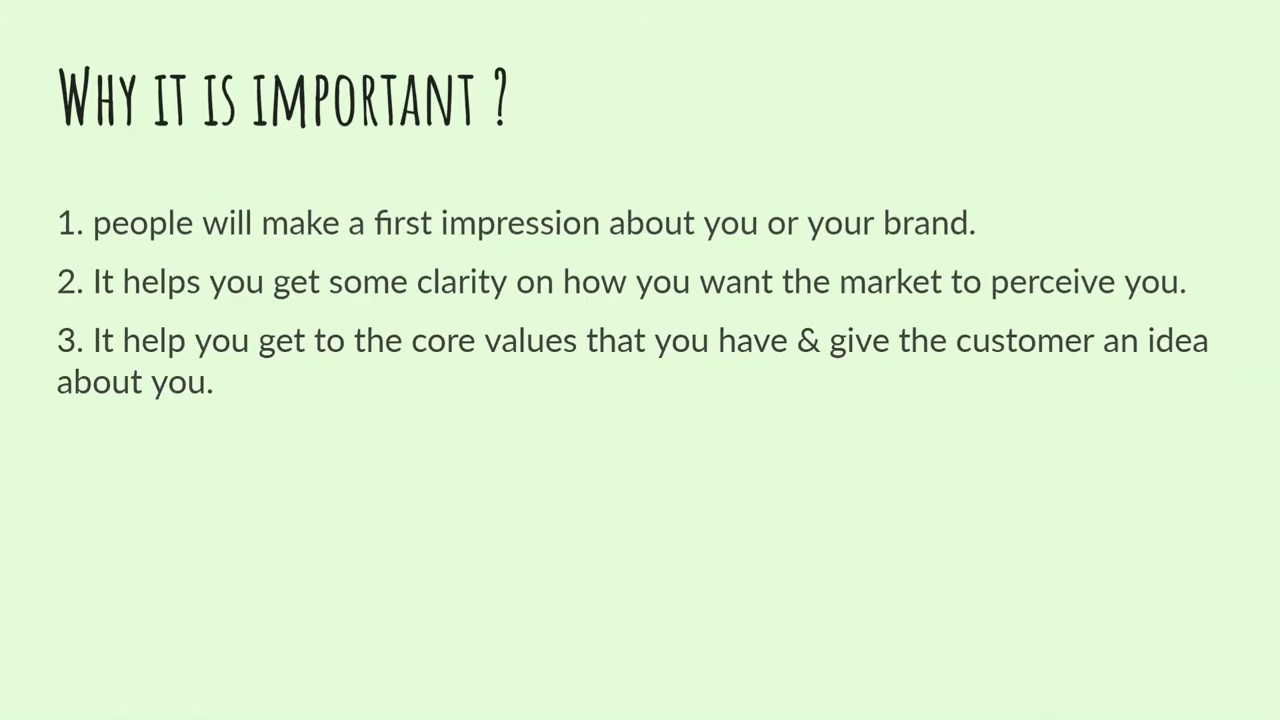 Why it is important ?
1. people will make a first impression about you or your brand.
2. It helps you get some clarity on how you want the market to perceive you.
3. It help you get to the core values that you have & give the customer an idea
about you.